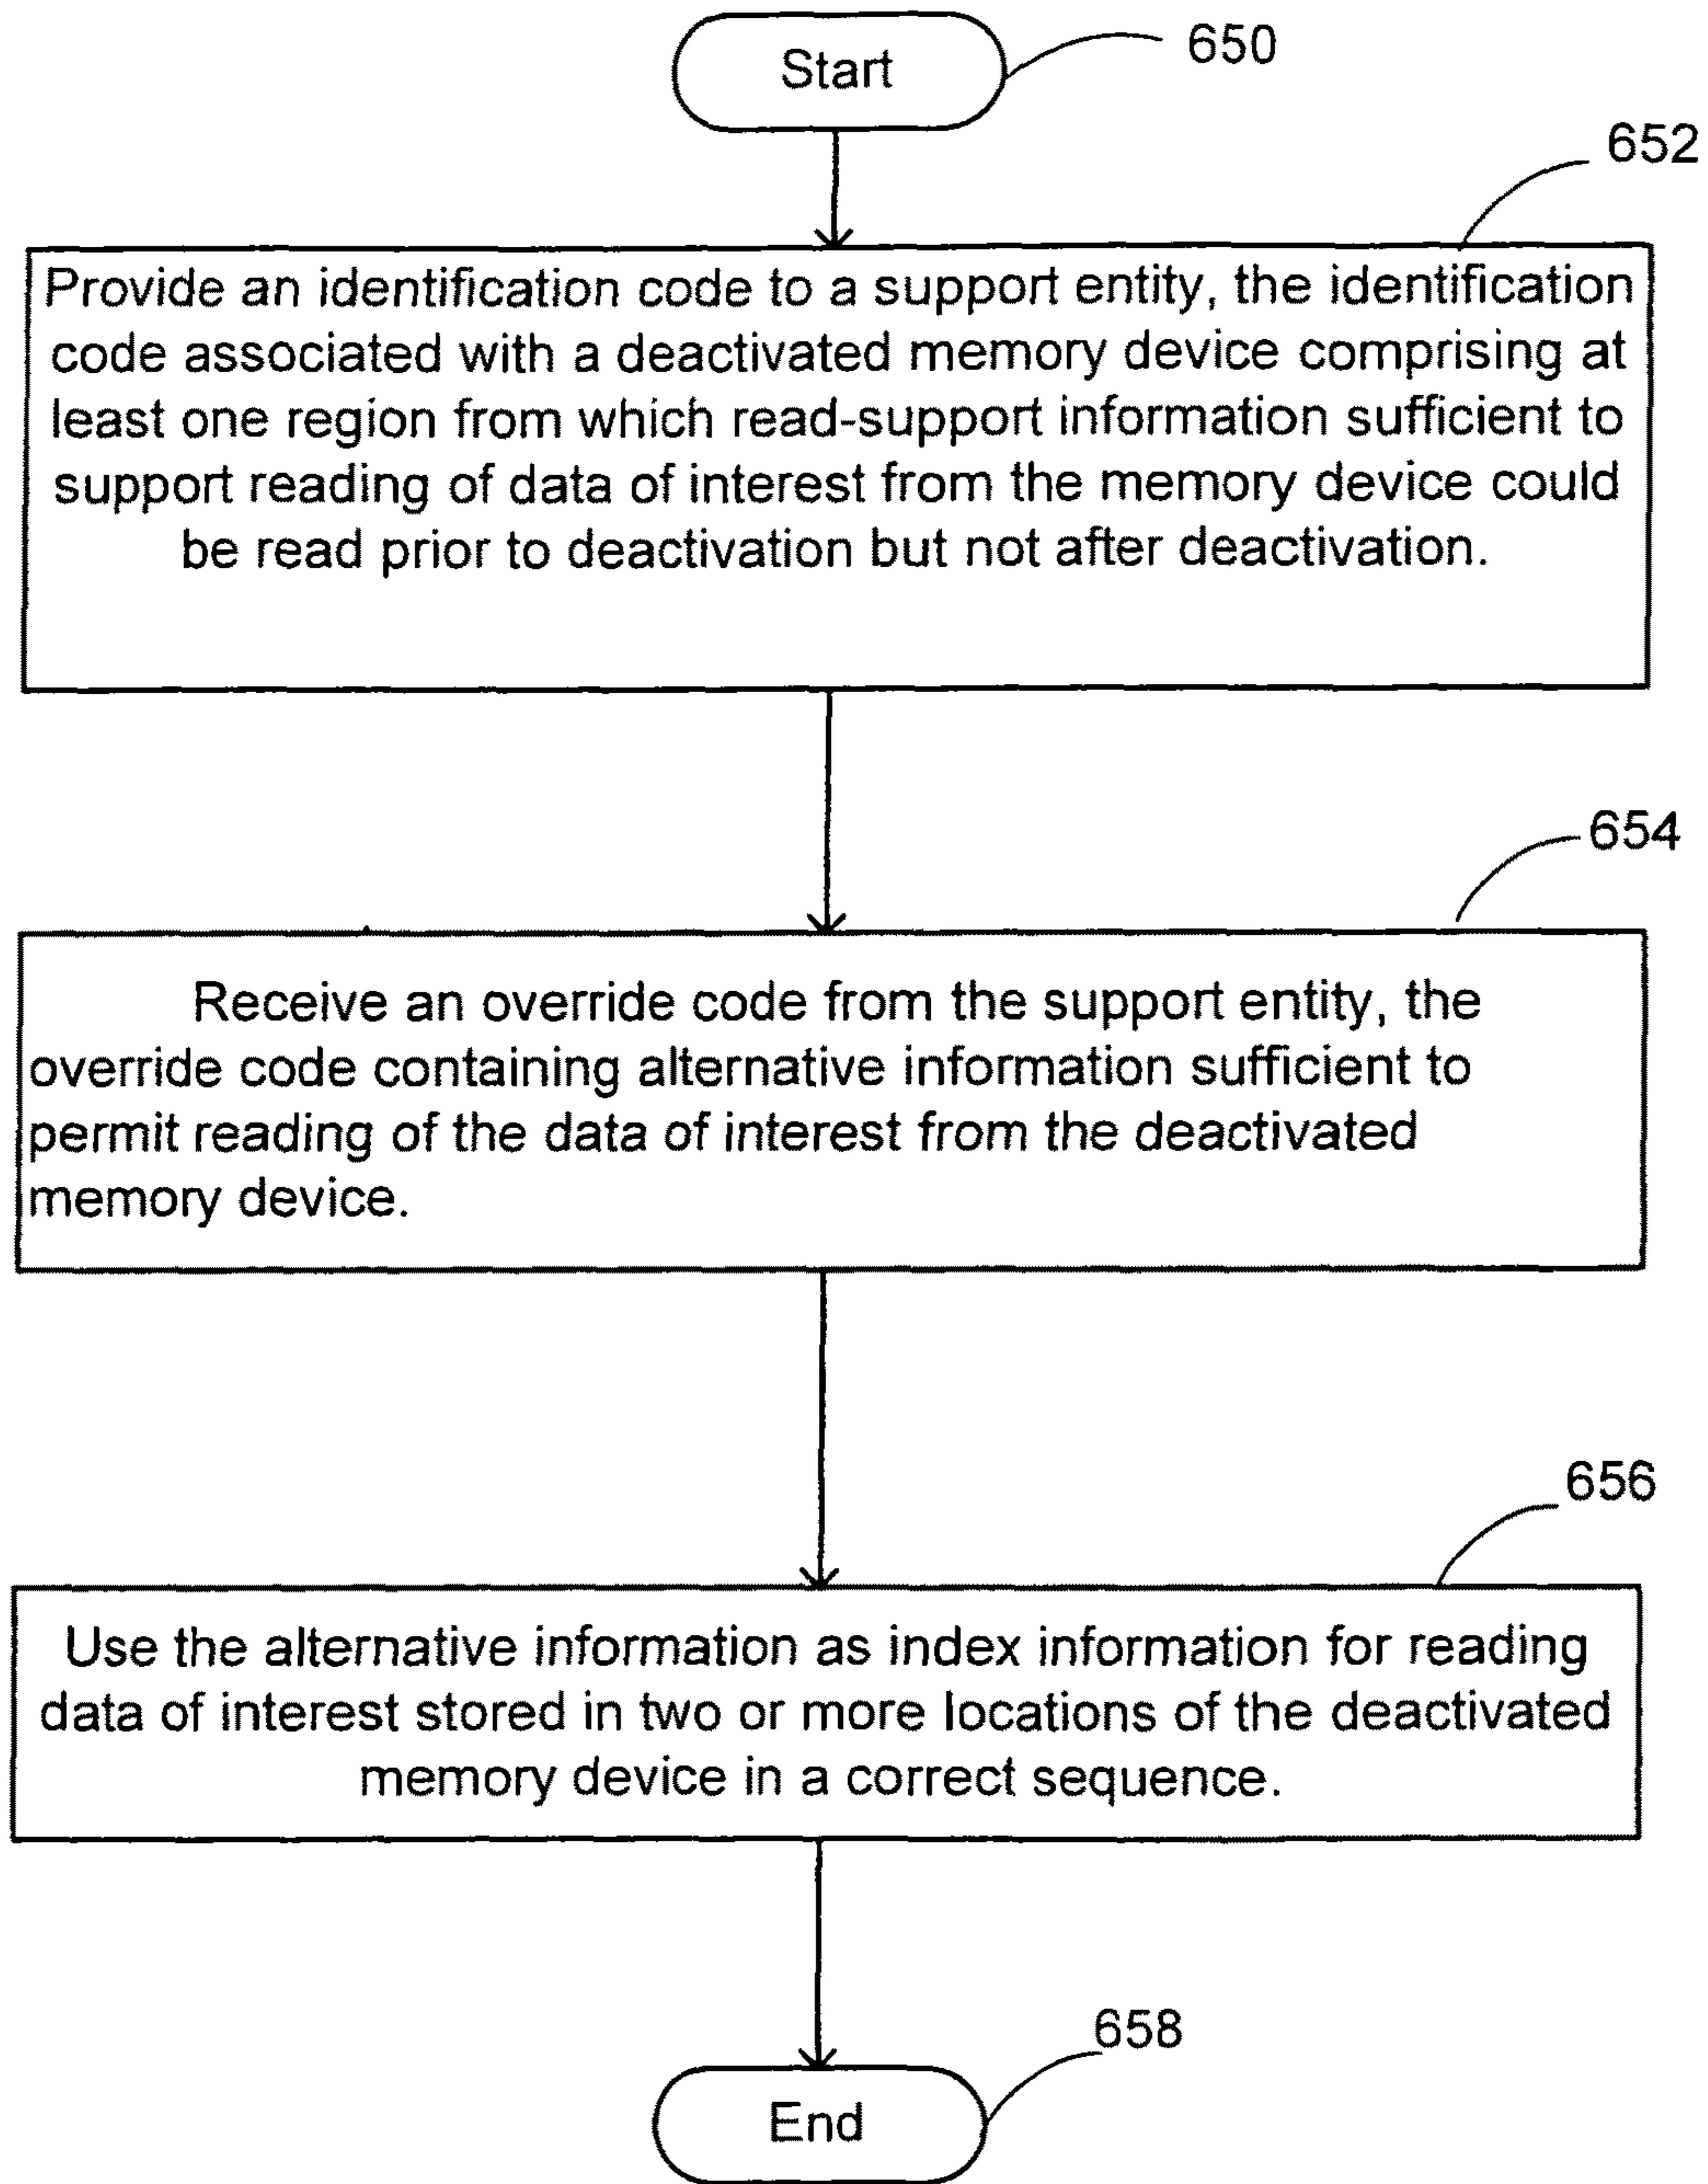 Start
650
652
Provide an identification code to a support entity, the identification
code associated with a deactivated memory device comprising at
least one region from which read-support information sufficient to
support reading of data of interest from the memory device could
be read prior to deactivation but not after deactivation.
654
Receive an override code from the support entity, the
override code containing alternative information sufficient to
permit reading of the data of interest from the deactivated
memory device.
656
Use the alternative information as index information for reading
data of interest stored in two or more locations of the deactivated
memory device in a correct sequence.
658
End